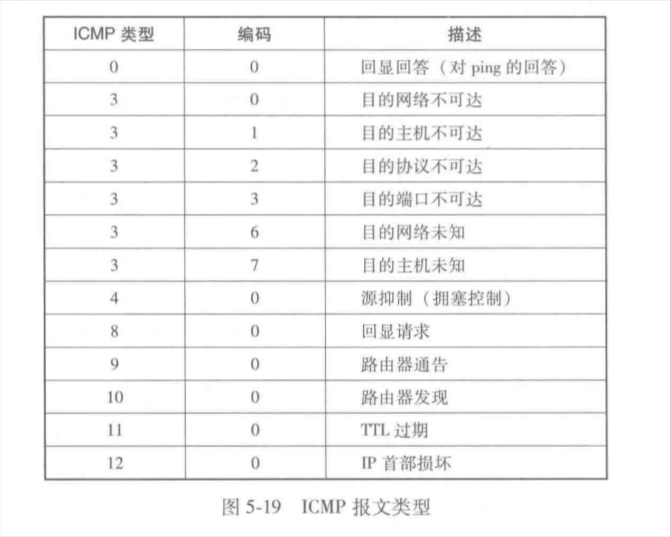 ICMP 类型 编码 描述
0 0 回显回答（对 ping 的回答）
3 0 目的网络不可达
3 1 目的主机不可达
3 2 目的协议不可达
3 3 目的端口不可达
3 6 目的网络未知
3 7 目的主机未知
4 0 源抑制（拥塞控制）
8 0 回显请求
9 0 路由器通告
10 0 路由器发现
11 0 TTL 过期
12 0 IP 首部损坏
图 5-19 ICMP 报文类型